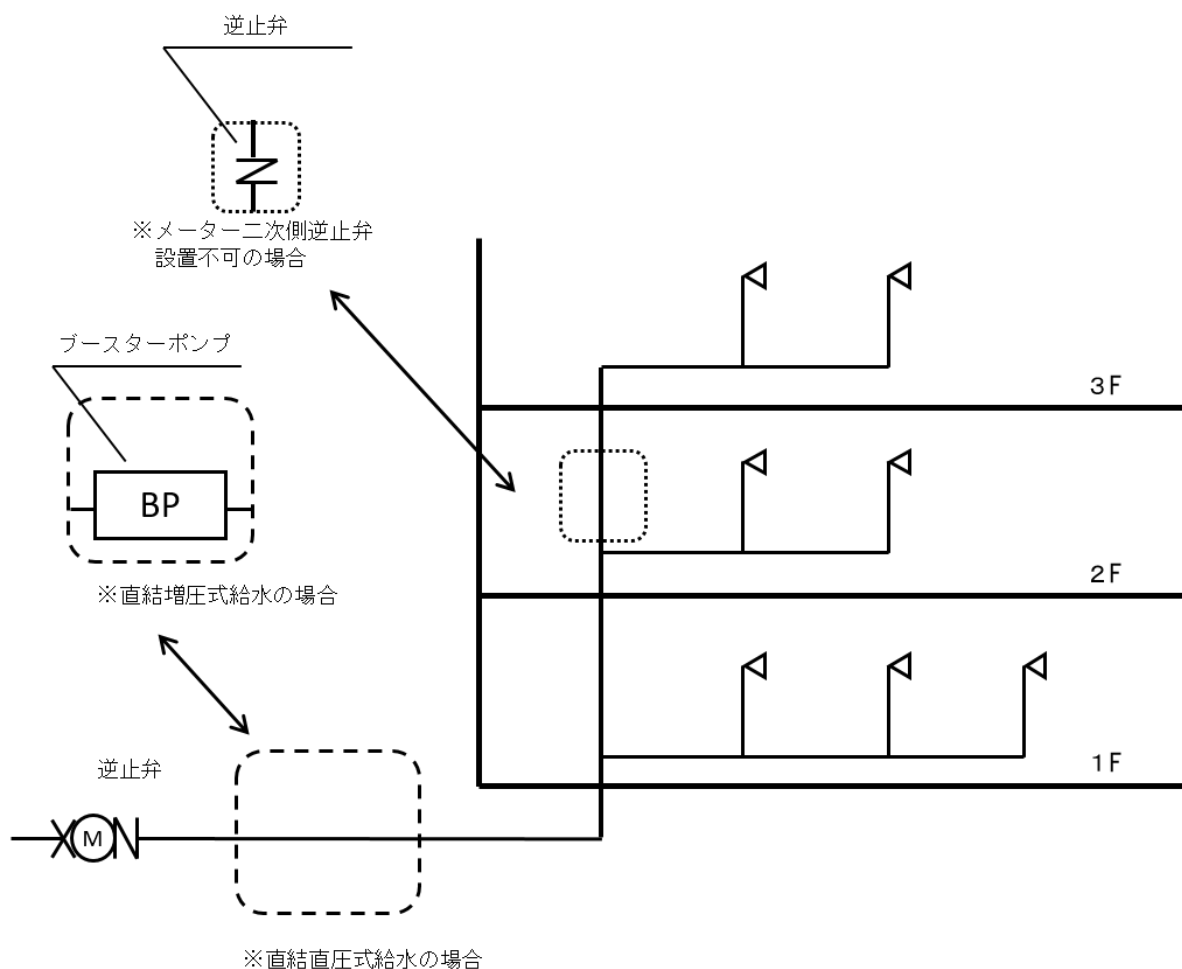 逆止弁
※メーター二次側逆止弁
設置不可の場合
ブースターポンプ
BP
※直結増圧式給水の場合
3F
2F
1F
逆止弁
M
※直結直圧式給水の場合